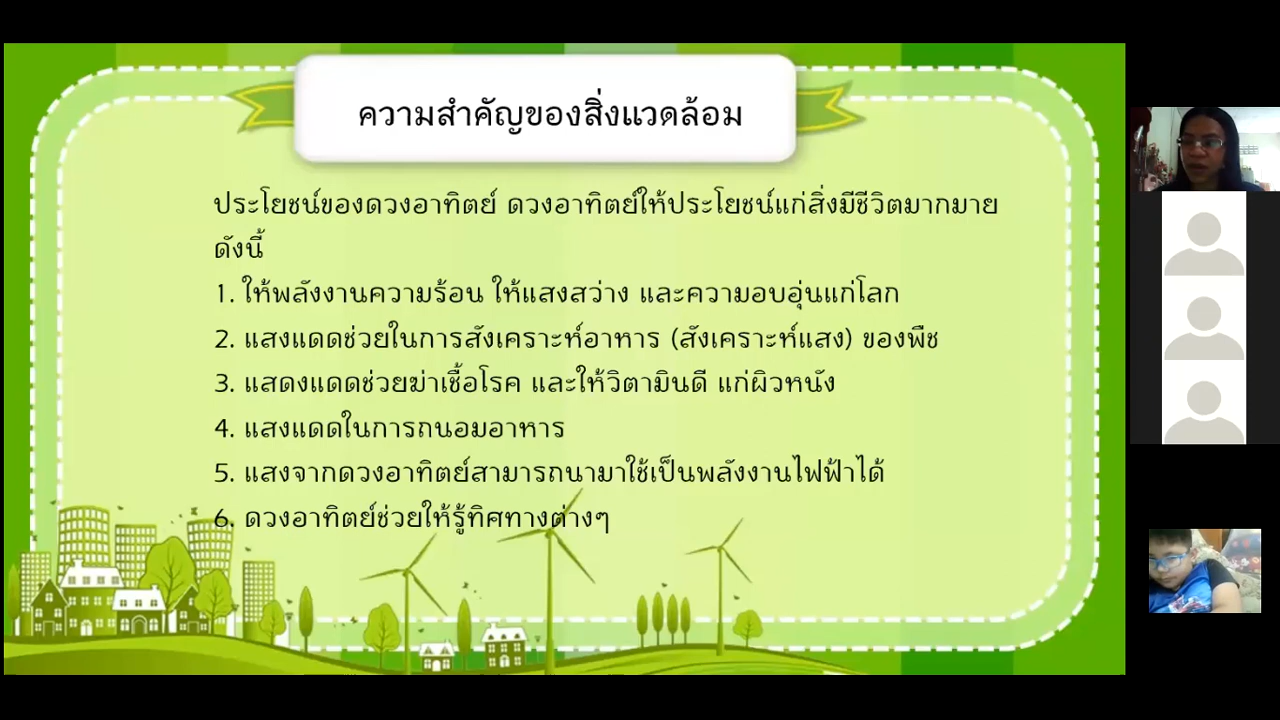 ความสำคัญของสิ่งแวดล้อม
ประโยชน์ของดวงอาทิตย์ ดวงอาทิตย์ให้ประโยชน์แก่สิ่งมีชีวิตมากมาย
ดังนี้
1. ให้พลังงานความร้อน ให้แสงสว่าง และความอบอุ่นแก่โลก
2. แสงแดดช่วยในการสังเคราะห์อาหาร (สังเคราะห์แสง) ของพืช
3. แสดงแดดช่วยฆ่าเชื้อโรค และให้วิตามินดี แก่ผิวหนัง
4. แสงแดดในการถนอมอาหาร
5. แสงจากดวงอาทิตย์สามารถนามาใช้เป็นพลังงานไฟฟ้าได้
6. ดวงอาทิตย์ช่วยให้รู้ทิศทางต่างๆ